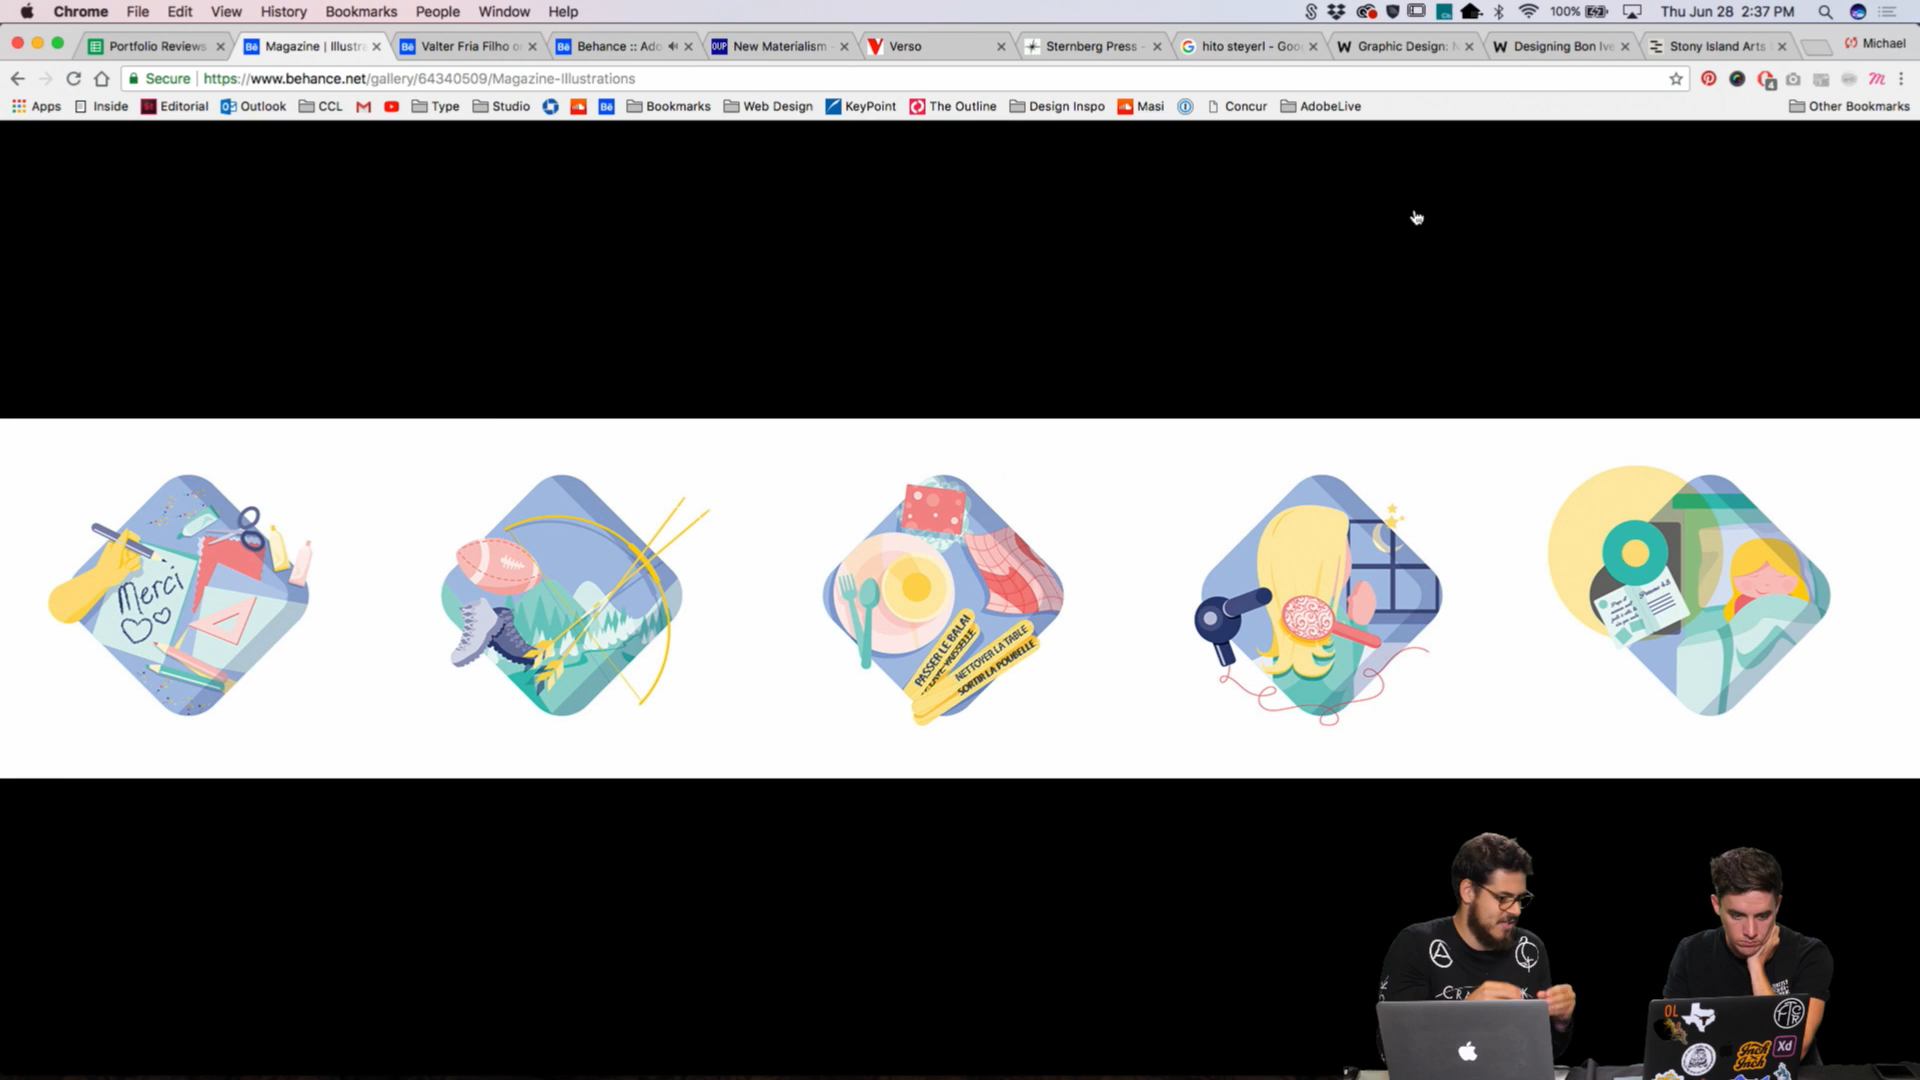 Chrome File Edit View History Bookmarks People Window Help
100% Thu Jun 28 2:37 PM
Portfolio Reviews
Magazine | Illustra
Valter Fria Filho o
Behance :: Ado
New Materialism -
Verso
Sternberg Press -
hito steyerl - Goo
Graphic Design:
Designing Bon Ive
Stony Island Arts
Michael
Secure https://www.behance.net/gallery/64340509/Magazine-Illustrations
Apps Inside Editorial Outlook CCL Type Studio Bookmarks Web Design KeyPoint The Outline Design Inspo Masi Concur AdobeLive Other Bookmarks
Merci
PASSER LE BALAI
NETTOYER LA TABLE
SORTIR LA POUBELLE
OL
FTCR
Xd